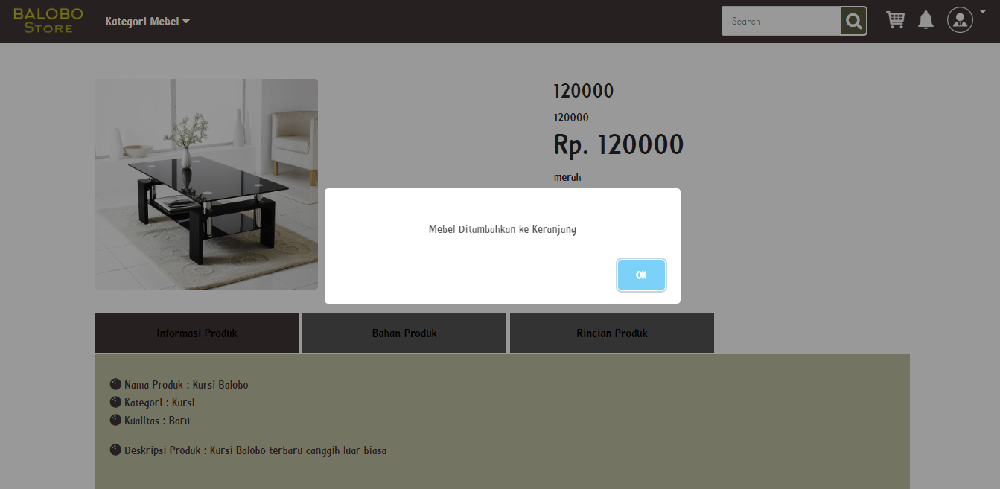 BALOBO
STORE
Kategori Mebel
Search
120000
120000
Rp. 120000
merah
Mebel Ditambahkan ke Keranjang
OK
Informasi Produk
Bahan Produk
Rincian Produk
Nama Produk : Kursi Balobo
Kategori : Kursi
Kualitas : Baru
Deskripsi Produk : Kursi Balobo terbaru canggih luar biasa